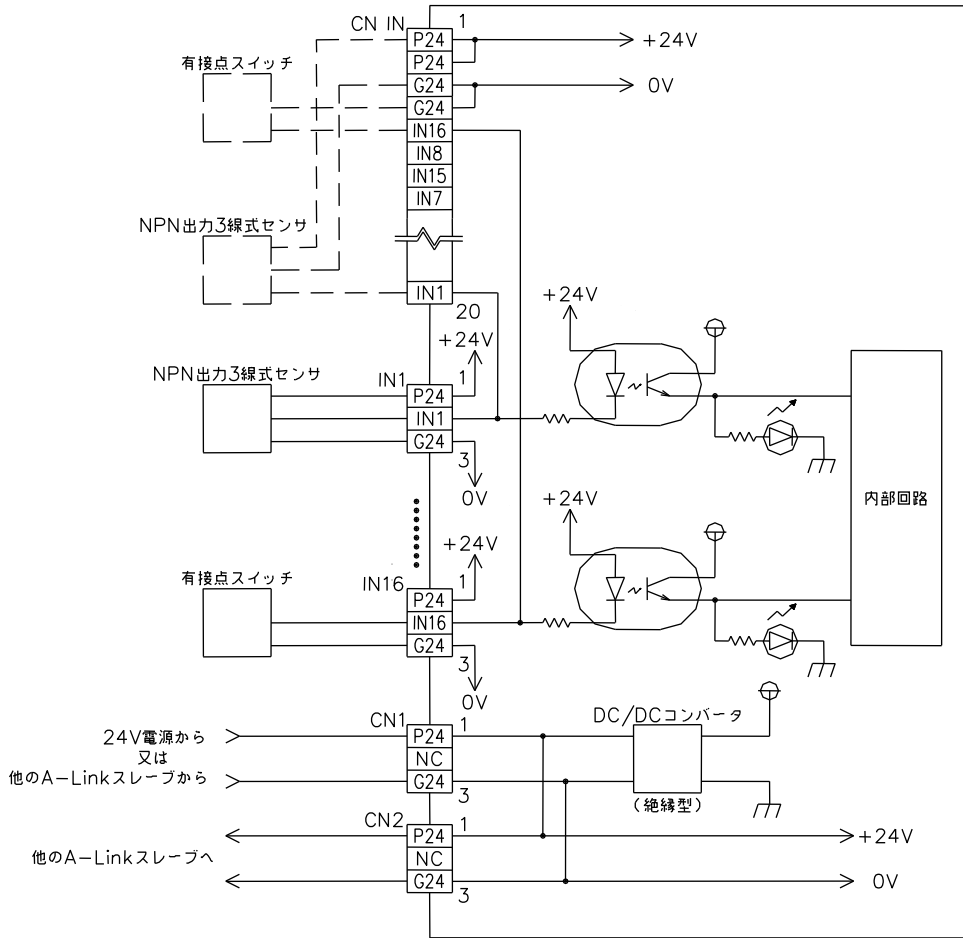 CN IN
1
P24
+24V
有接点スイッチ
P24
G24
0V
G24
IN16
IN8
IN15
IN7
NPN出力3線式センサ
IN1
20
+24V
+24V
NPN出力3線式センサ
IN1
1
P24
IN1
G24
3
0V
内部回路
+24V
+24V
有接点スイッチ
IN16
1
P24
IN16
G24
3
0V
DC/DCコンバータ
(絶縁型)
CN1
1
24V電源から
又は
他のA-Linkスレーブから
P24
NC
G24
3
CN2
1
P24
+24V
他のA-Linkスレーブへ
NC
G24
0V
3